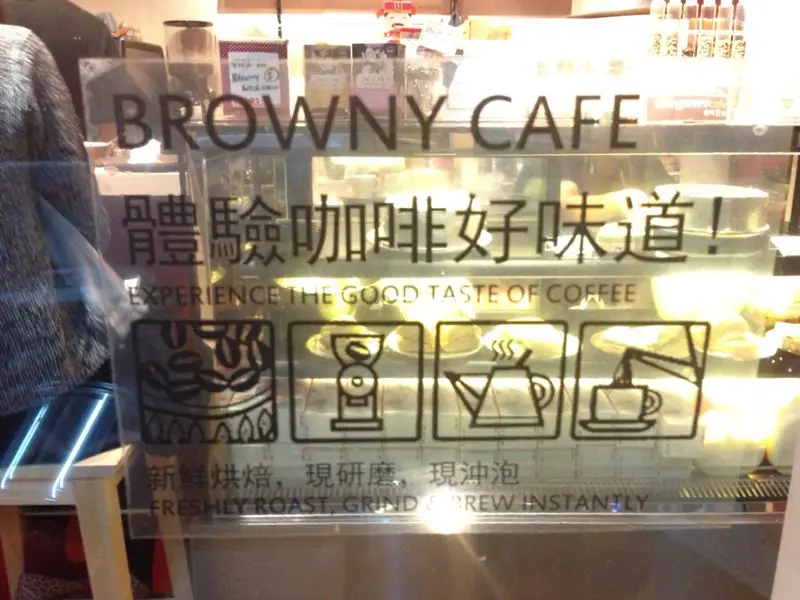 BROWNY CAFE
體驗咖啡好味道!
EXPERIENCE THE GOOD TASTE OF COFFEE
新鮮烘焙，現研磨，現沖泡
FRESHLY ROAST, GRIND & BREW INSTANTLY